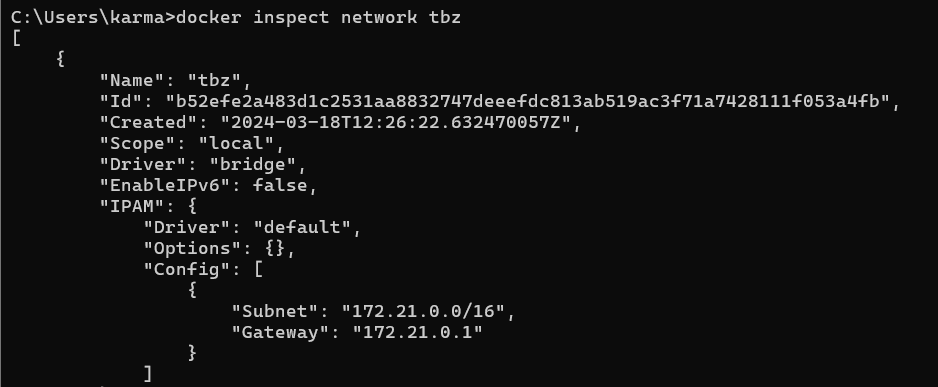 C:\Users\karma>docker inspect network tbz
[
    {
        "Name": "tbz",
        "Id": "b52efe2a483d1c2531aa8832747deeefdc813ab519ac3f71a7428111f053a4fb",
        "Created": "2024-03-18T12:26:22.632470057Z",
        "Scope": "local",
        "Driver": "bridge",
        "EnableIPv6": false,
        "IPAM": {
            "Driver": "default",
            "Options": {},
            "Config": [
                {
                    "Subnet": "172.21.0.0/16",
                    "Gateway": "172.21.0.1"
                }
            ]